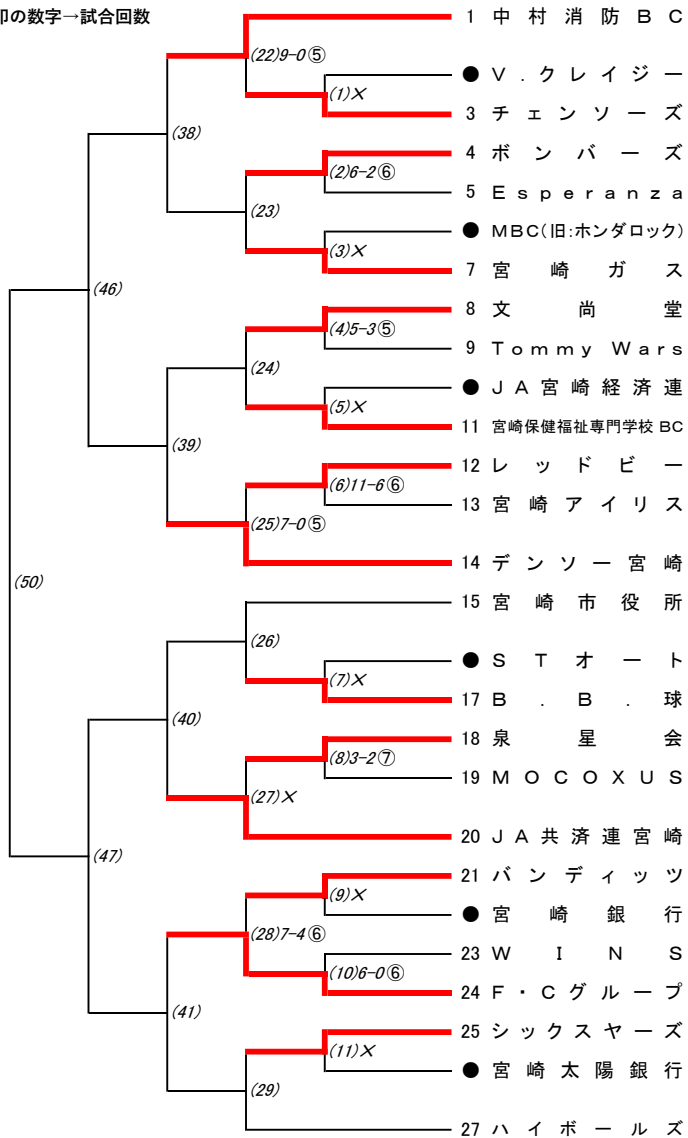 印の数字→試合回数
1 中村消防BC
(22)9-0⑤
● V.クレイジー
(1)×
3 チェンソーズ
(38)
4 ボンバーズ
(2)6-2⑥
5 Esperanza
(23)
● MBC(旧:ホンダロック)
(3)×
7 宮崎ガス
(46)
8 文尚堂
(4)5-3⑤
9 Tommy Wars
(24)
● JA宮崎経済連
(5)×
11 宮崎保健福祉専門学校 BC
(39)
12 レッドビー
(6)11-6⑥
13 宮崎アイリス
(25)7-0⑤
14 デンソー宮崎
(50)
15 宮崎市役所
(26)
● STオート
(7)×
17 B.B.球
(40)
18 泉星会
(8)3-2⑦
19 MOCOXUS
(27)×
20 JA共済連宮崎
(47)
21 バンディッツ
(9)×
● 宮崎銀行
(28)7-4⑥
23 WINS
(10)6-0⑥
24 F・Cグループ
(41)
25 シックスヤーズ
(11)×
● 宮崎太陽銀行
(29)
27 ハイボールズ